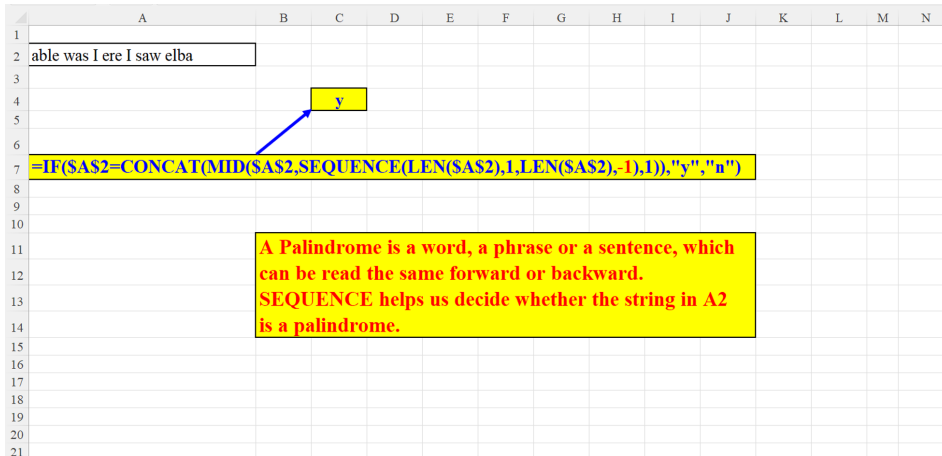 A B C D E F G H I J K L M N
1
2 able was I ere I saw elba
3
4 y
5
6
7 =IF($A$2=CONCAT(MID($A$2,SEQUENCE(LEN($A$2),1,LEN($A$2),-1),1)),"y","n")
8
9
10
11 A Palindrome is a word, a phrase or a sentence, which
12 can be read the same forward or backward.
13 SEQUENCE helps us decide whether the string in A2
14 is a palindrome.
15
16
17
18
19
20
21